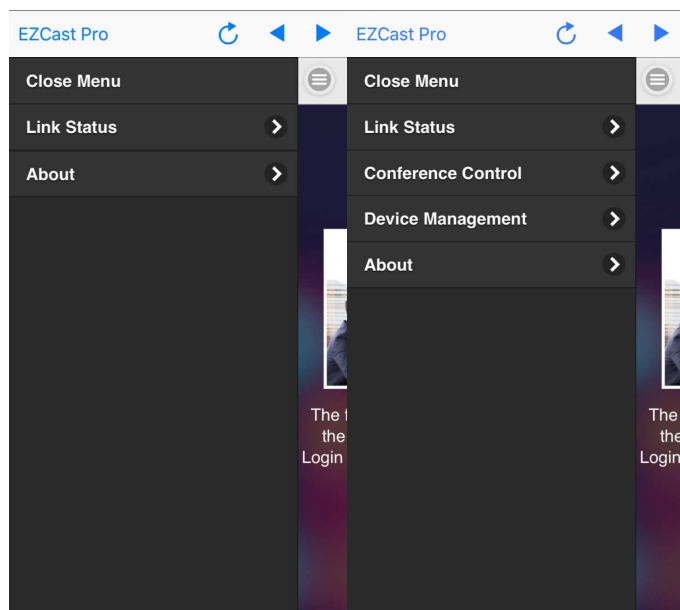 EZCast Pro
Close Menu
Link Status
About
The
the
Login
EZCast Pro
Close Menu
Link Status
Conference Control
Device Management
About
The
the
Login